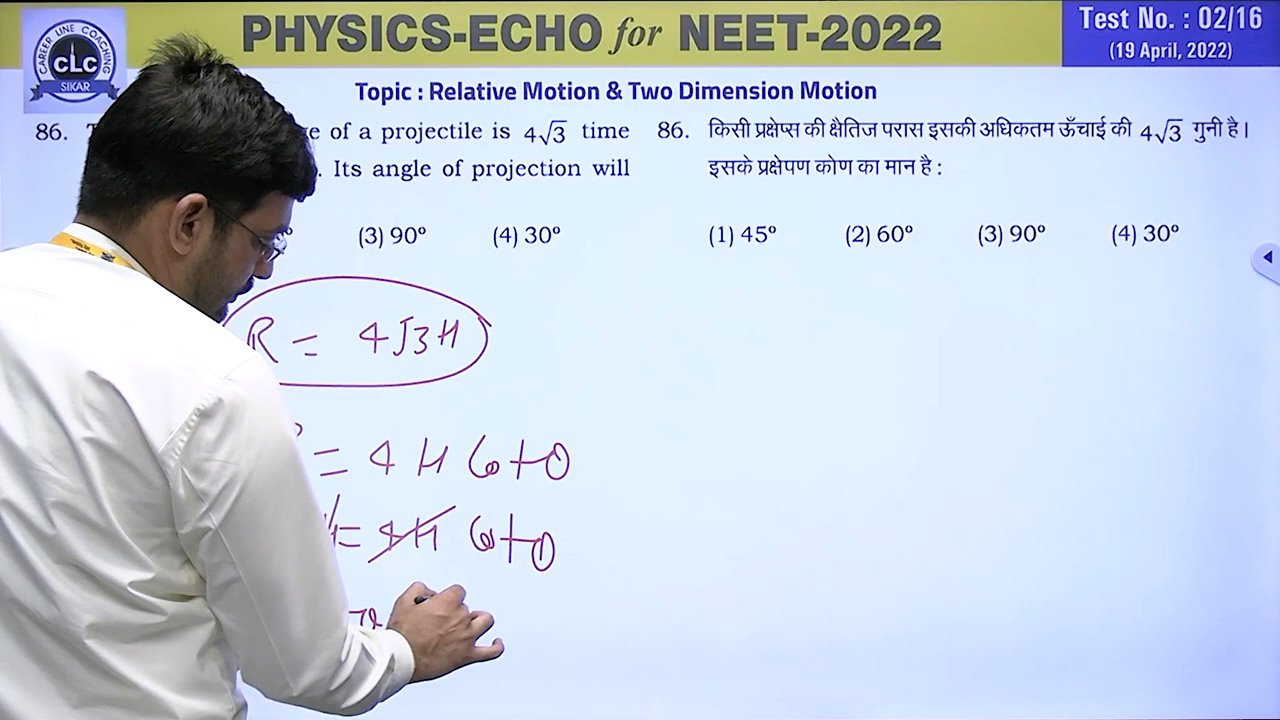 PHYSICS-ECHO for NEET-2022
Test No. : 02/16
(19 April, 2022)
CAREER LINE COACHING
CLC
SIKAR
Topic : Relative Motion & Two Dimension Motion
86. of a projectile is 4√3 time
Its angle of projection will
(3) 90° (4) 30°
86. किसी प्रक्षेप्स की क्षैतिज परास इसकी अधिकतम ऊँचाई की 4√3 गुनी है।
इसके प्रक्षेपण कोण का मान है :
(1) 45° (2) 60° (3) 90° (4) 30°
R = 4√3H
= 4H Cotθ
= 4H Cotθ